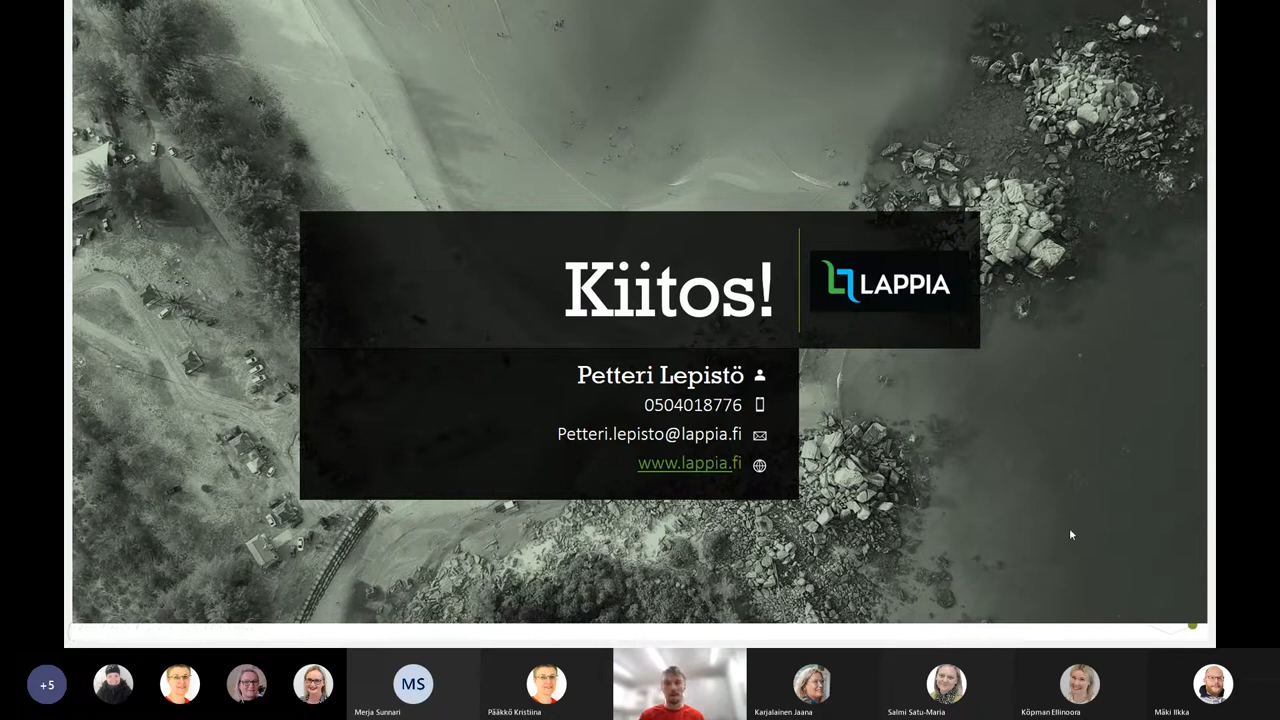 Kiitos!
LAPPIA
Petteri Lepistö
0504018776
Petteri.lepisto@lappia.fi
www.lappia.fi
+5
MS
Merja Sunnari
Pääkkö Kristiina
Karjalainen Jaana
Salmi Satu-Maria
Köpman Ellinoora
Mäki Ilkka